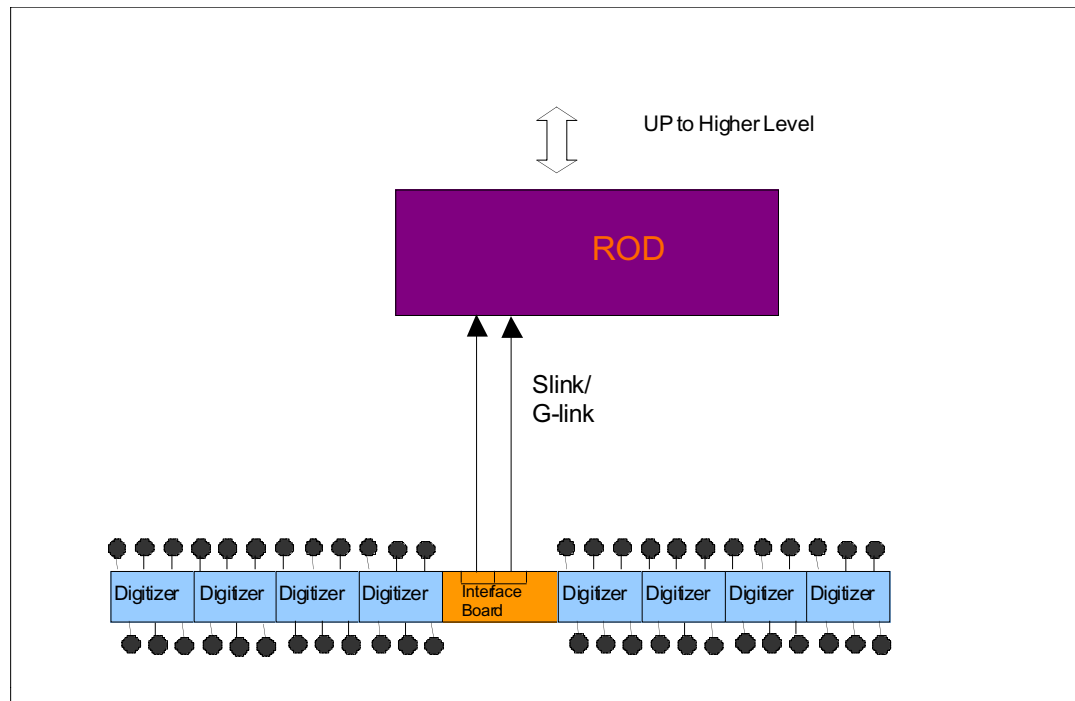 UP to Higher Level
ROD
Slink/
G-link
Digitizer Digitizer Digitizer Digitizer Interface Board Digitizer Digitizer Digitizer Digitizer